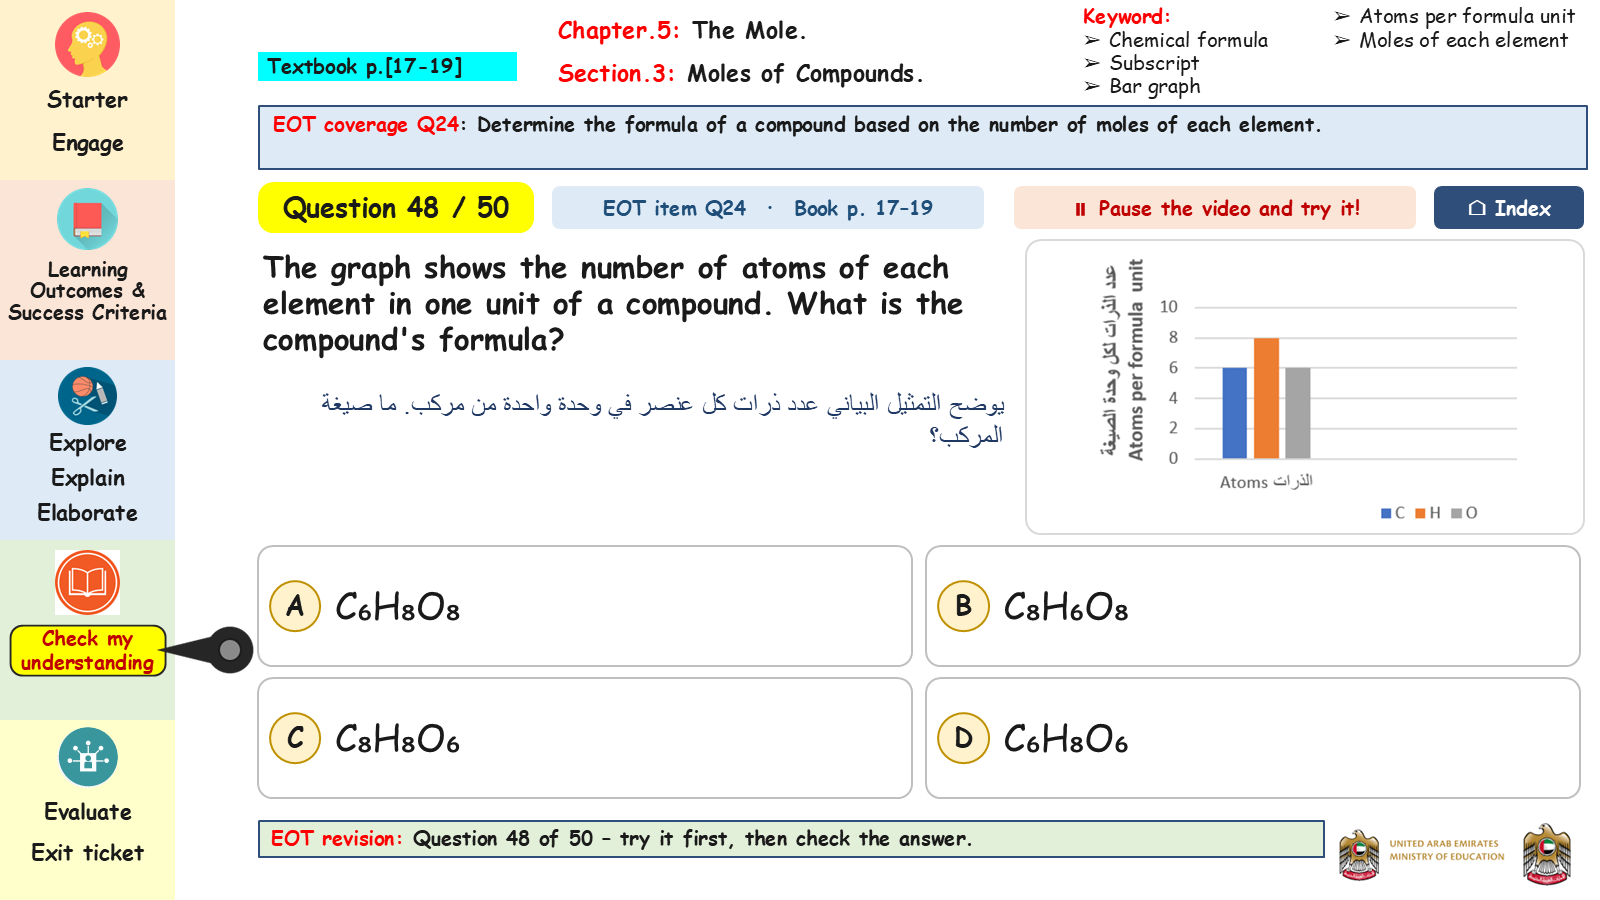 Starter
Engage
Learning
Outcomes &
Success Criteria
Explore
Explain
Elaborate
Check my
understanding
Evaluate
Exit ticket
Textbook p.[17-19]
Chapter.5: The Mole.
Section.3: Moles of Compounds.
Keyword:
➢ Chemical formula
➢ Subscript
➢ Bar graph
➢ Atoms per formula unit
➢ Moles of each element
EOT coverage Q24: Determine the formula of a compound based on the number of moles of each element.
Question 48 / 50
EOT item Q24 · Book p. 17-19
⏸ Pause the video and try it!
Index
The graph shows the number of atoms of each
element in one unit of a compound. What is the
compound's formula?
يوضح التمثيل البياني عدد ذرات كل عنصر في وحدة واحدة من مركب. ما صيغة
المركب؟
عدد الذرات لكل وحدة الصيغة
Atoms per formula unit
10
8
6
4
2
0
Atoms الذرات
C H O
A C₆H₈O₈
B C₈H₆O₈
C C₈H₈O₆
D C₆H₈O₆
EOT revision: Question 48 of 50 – try it first, then check the answer.
UNITED ARAB EMIRATES
MINISTRY OF EDUCATION